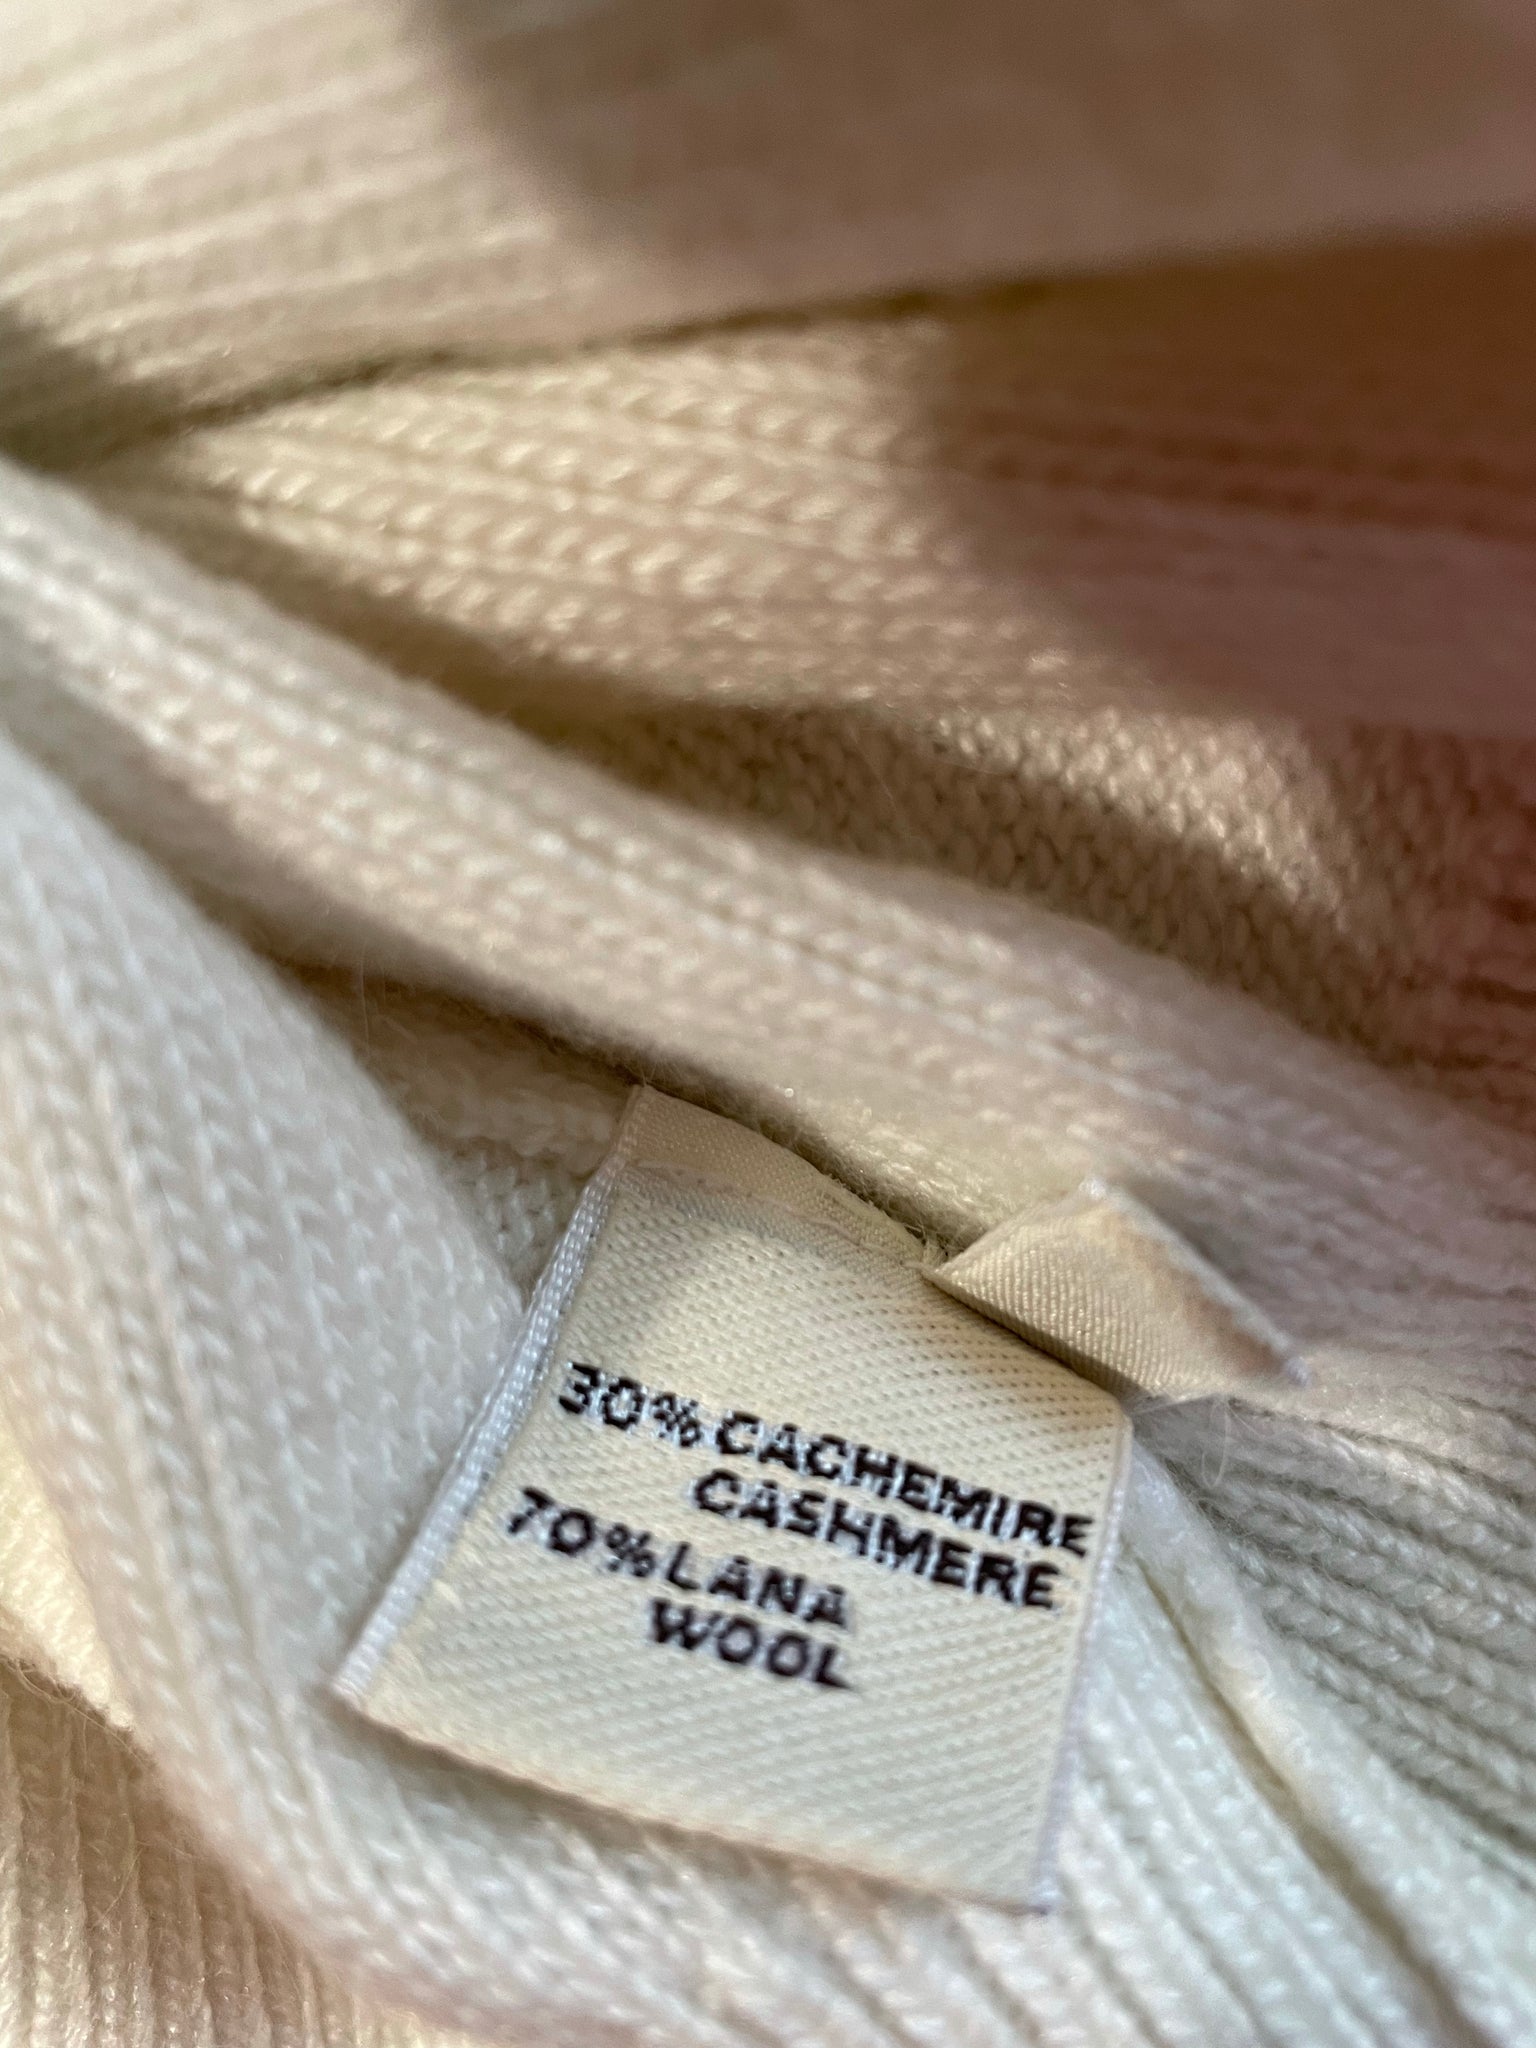 30% CACHEMIRE
CASHMERE
70% LANA
WOOL